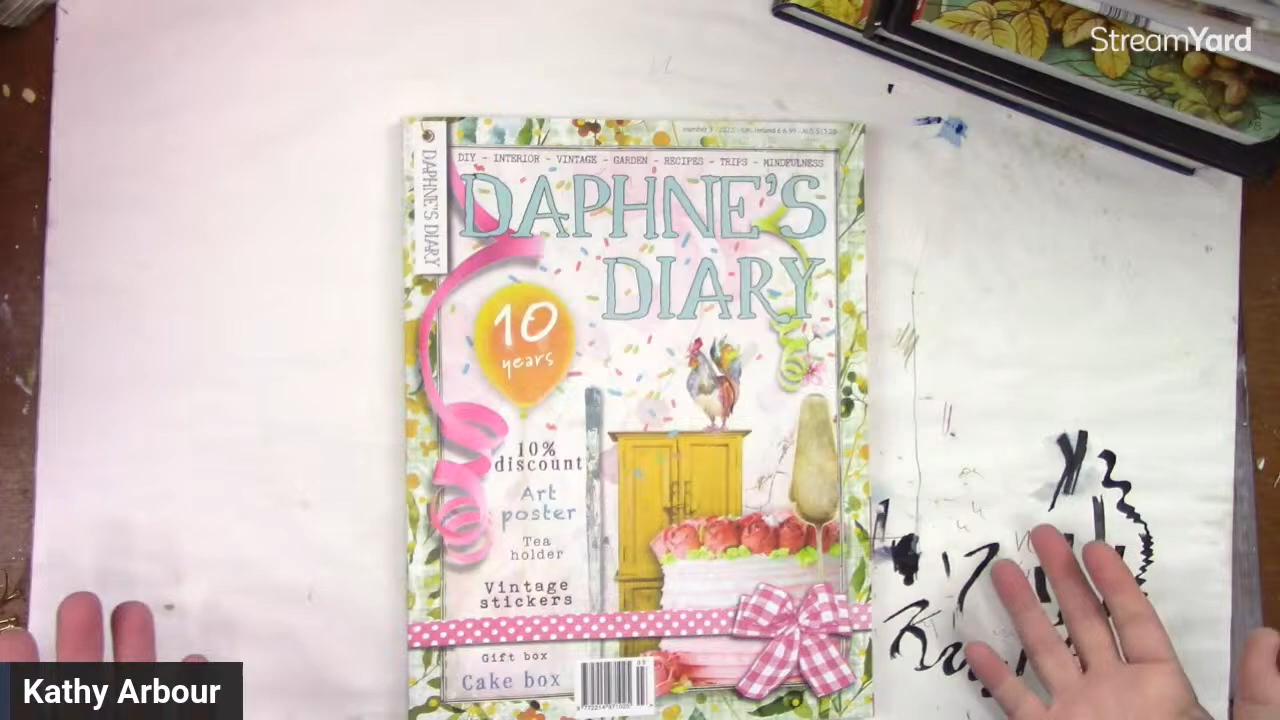 StreamYard
DIY - INTERIOR - VINTAGE - GARDEN - RECIPES - TRIPS - MINDFULNESS
DAPHNE'S DIARY
DAPHNE'S
DIARY
10
years
10%
discount
Art
poster
Tea
holder
Vintage
stickers
Gift box
Cake box
Kathy Arbour